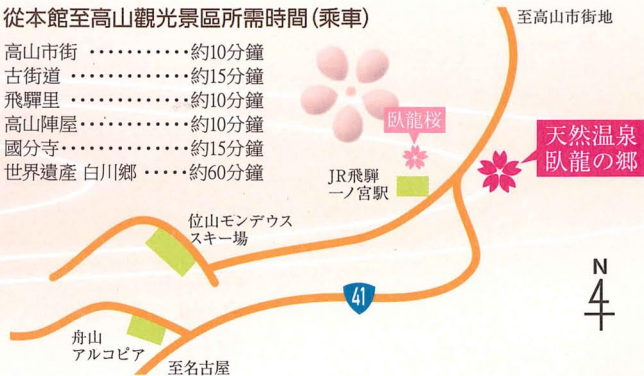 從本館至高山觀光景區所需時間(乘車)
高山市街 ············約10分鐘
古街道 ·············約15分鐘
飛驒里 ·············約10分鐘
高山陣屋···········約10分鐘
國分寺·············約15分鐘
世界遺產 白川鄉 ·····約60分鐘
至高山市街地
臥龍桜
天然温泉
臥龍の郷
JR飛騨
一ノ宮駅
位山モンデウス
スキー場
N
41
舟山
アルコピア
至名古屋